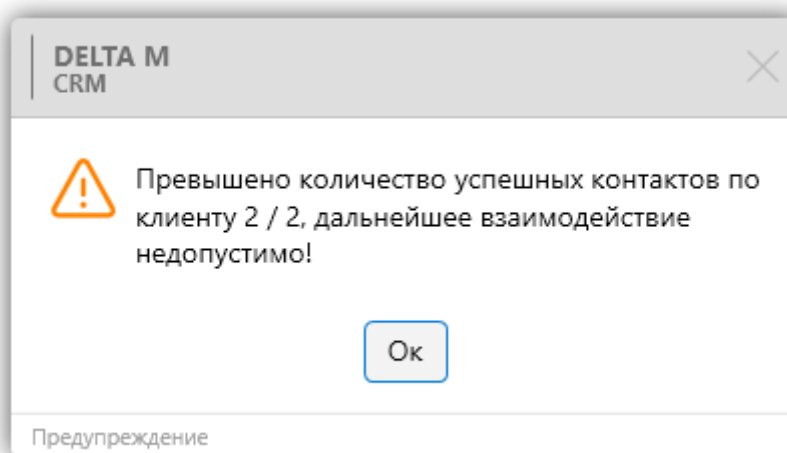 DELTA M
CRM
Превышено количество успешных контактов по
клиенту 2 / 2, дальнейшее взаимодействие
недопустимо!
Ок
Предупреждение